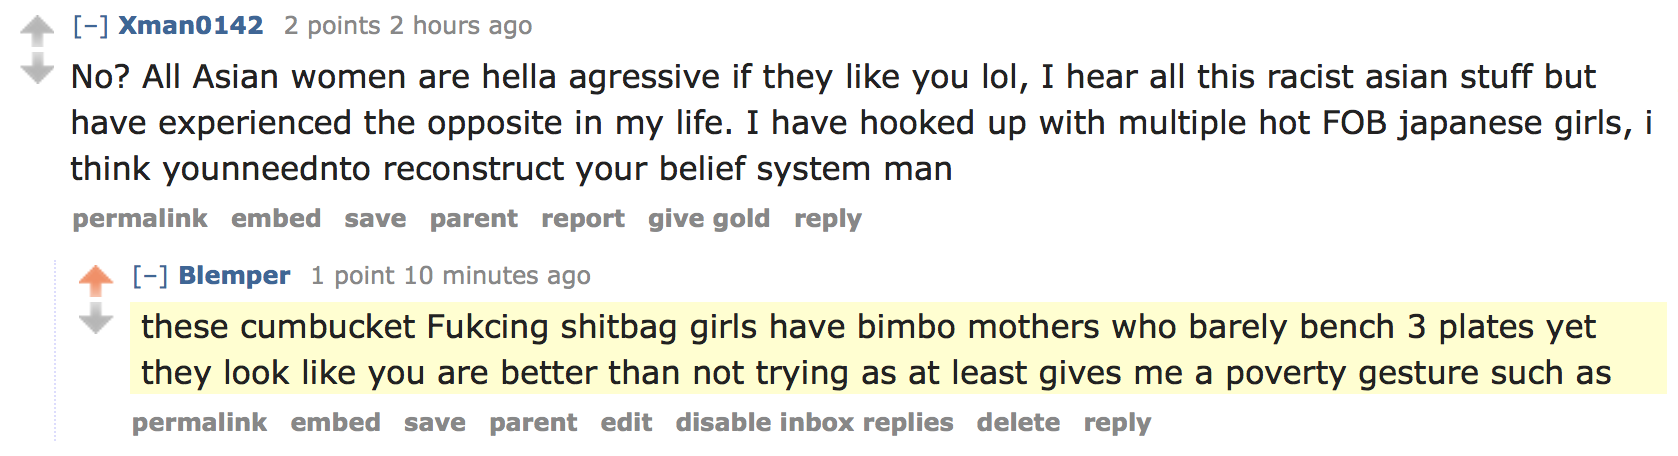 [–] Xman0142 2 points 2 hours ago
No? All Asian women are hella agressive if they like you lol, I hear all this racist asian stuff but
have experienced the opposite in my life. I have hooked up with multiple hot FOB japanese girls, i
think younneednto reconstruct your belief system man
permalink embed save parent report give gold reply
[–] Blemper 1 point 10 minutes ago
these cumbucket Fukcing shitbag girls have bimbo mothers who barely bench 3 plates yet
they look like you are better than not trying as at least gives me a poverty gesture such as
permalink embed save parent edit disable inbox replies delete reply